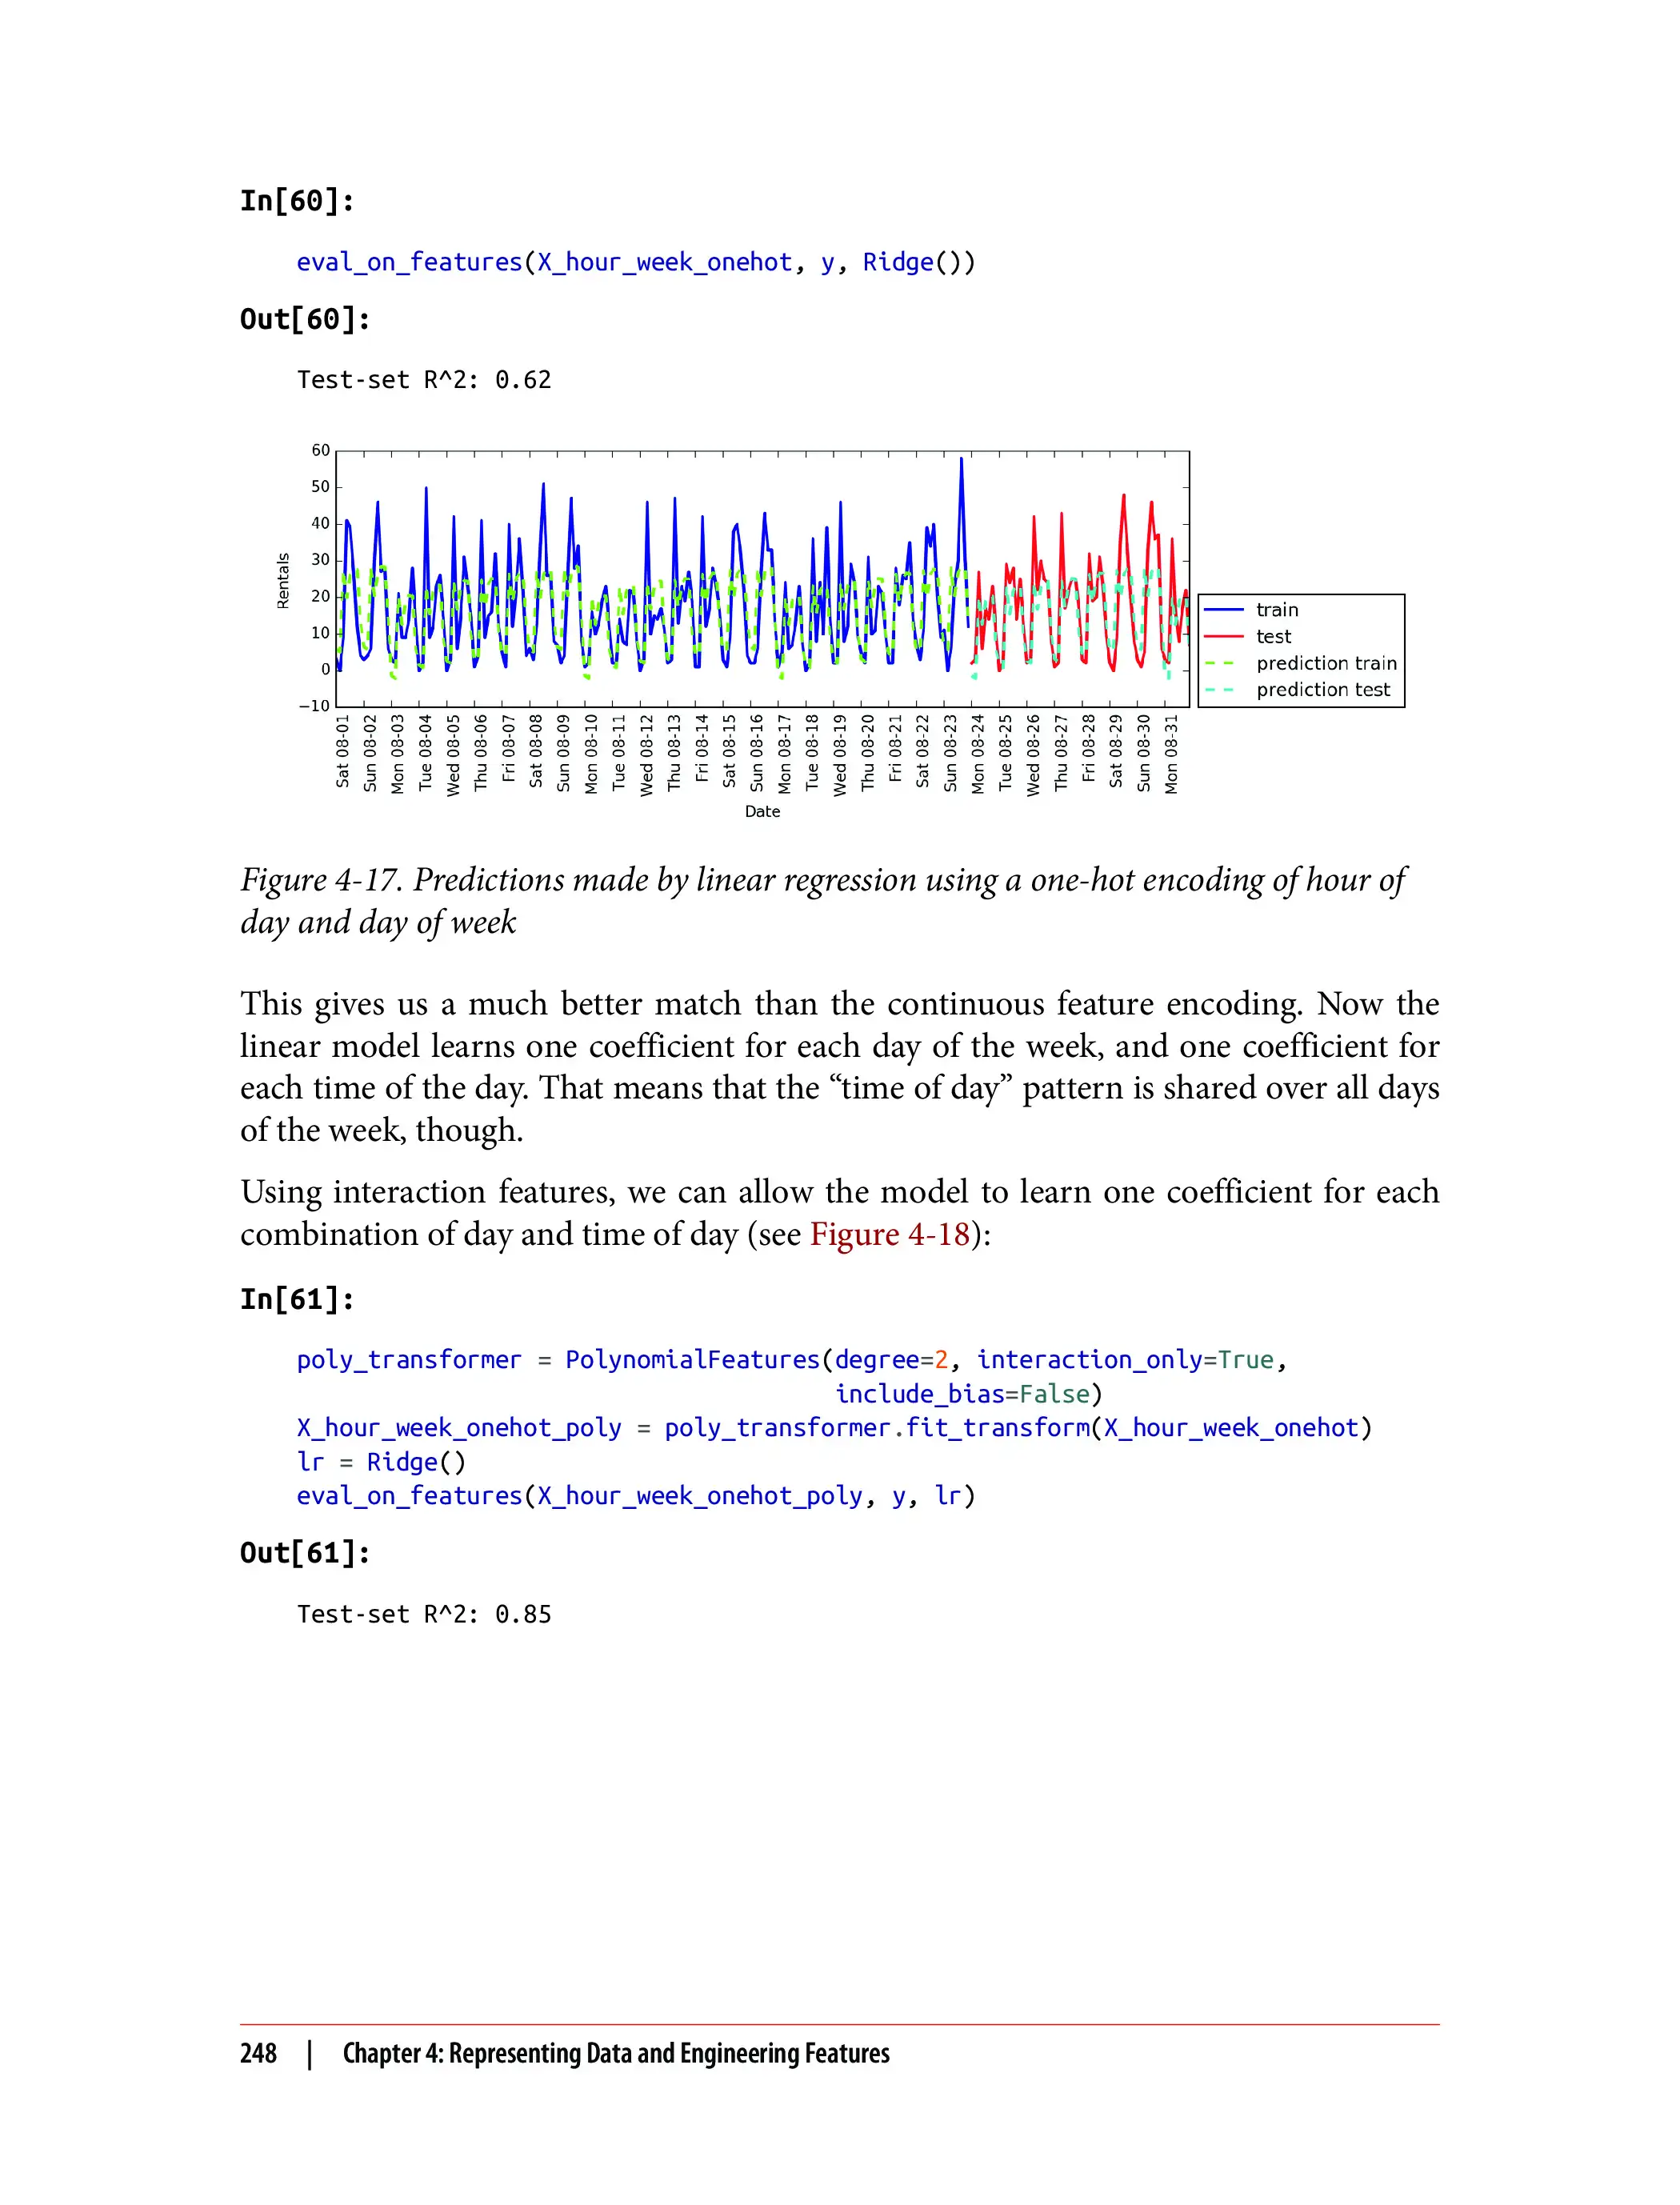 In[60]:
eval_on_features(X_hour_week_onehot, y, Ridge())
Out[60]:
Test-set R^2: 0.62
60
50
40
30
20
10
0
−10
Rentals
Sat 08-01
Sun 08-02
Mon 08-03
Tue 08-04
Wed 08-05
Thu 08-06
Fri 08-07
Sat 08-08
Sun 08-09
Mon 08-10
Tue 08-11
Wed 08-12
Thu 08-13
Fri 08-14
Sat 08-15
Sun 08-16
Mon 08-17
Tue 08-18
Wed 08-19
Thu 08-20
Fri 08-21
Sat 08-22
Sun 08-23
Mon 08-24
Tue 08-25
Wed 08-26
Thu 08-27
Fri 08-28
Sat 08-29
Sun 08-30
Mon 08-31
Date
train
test
prediction train
prediction test
Figure 4-17. Predictions made by linear regression using a one-hot encoding of hour of
day and day of week
This gives us a much better match than the continuous feature encoding. Now the
linear model learns one coefficient for each day of the week, and one coefficient for
each time of the day. That means that the “time of day” pattern is shared over all days
of the week, though.
Using interaction features, we can allow the model to learn one coefficient for each
combination of day and time of day (see Figure 4-18):
In[61]:
poly_transformer = PolynomialFeatures(degree=2, interaction_only=True,
include_bias=False)
X_hour_week_onehot_poly = poly_transformer.fit_transform(X_hour_week_onehot)
lr = Ridge()
eval_on_features(X_hour_week_onehot_poly, y, lr)
Out[61]:
Test-set R^2: 0.85
248 | Chapter 4: Representing Data and Engineering Features